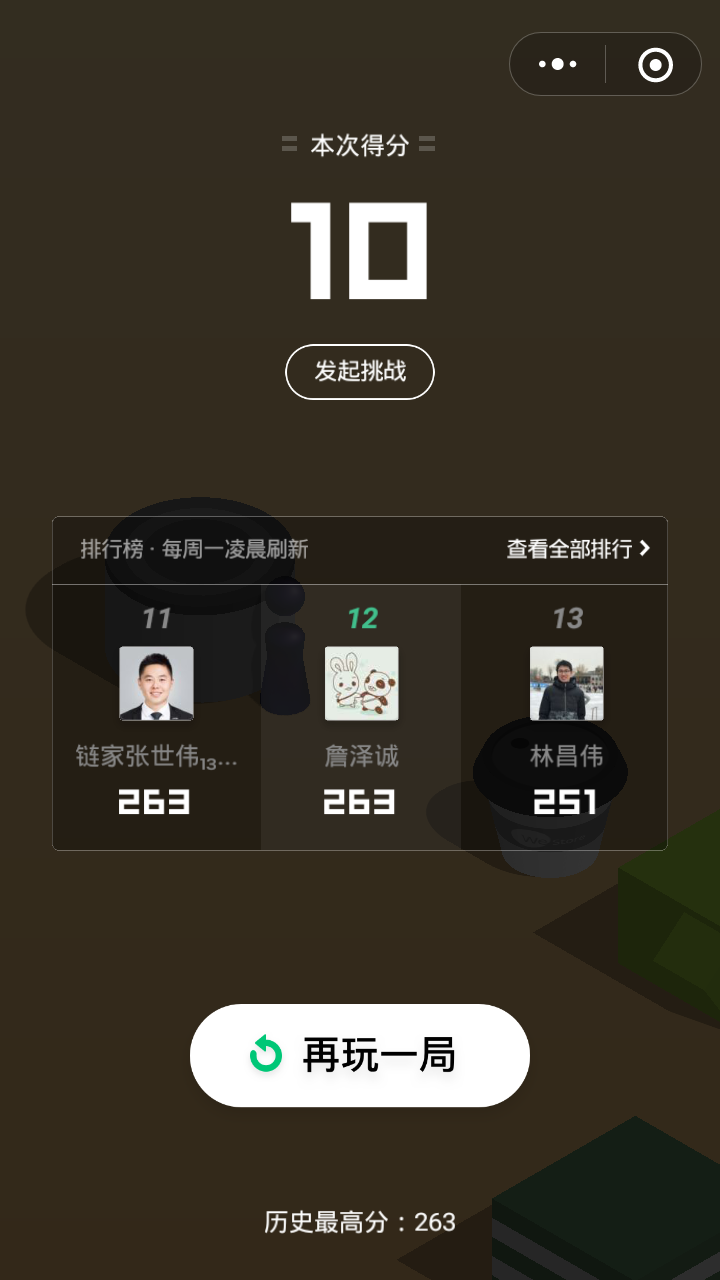 本次得分
10
发起挑战
排行榜 · 每周一凌晨刷新 查看全部排行
11 12 13
链家张世伟13... 詹泽诚 林昌伟
263 263 251
再玩一局
历史最高分：263